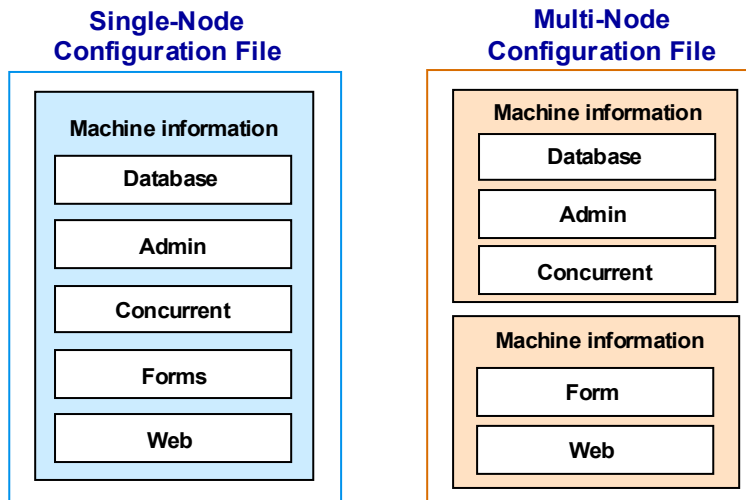 Single-Node
Configuration File
Machine information
Database
Admin
Concurrent
Forms
Web
Multi-Node
Configuration File
Machine information
Database
Admin
Concurrent
Machine information
Form
Web